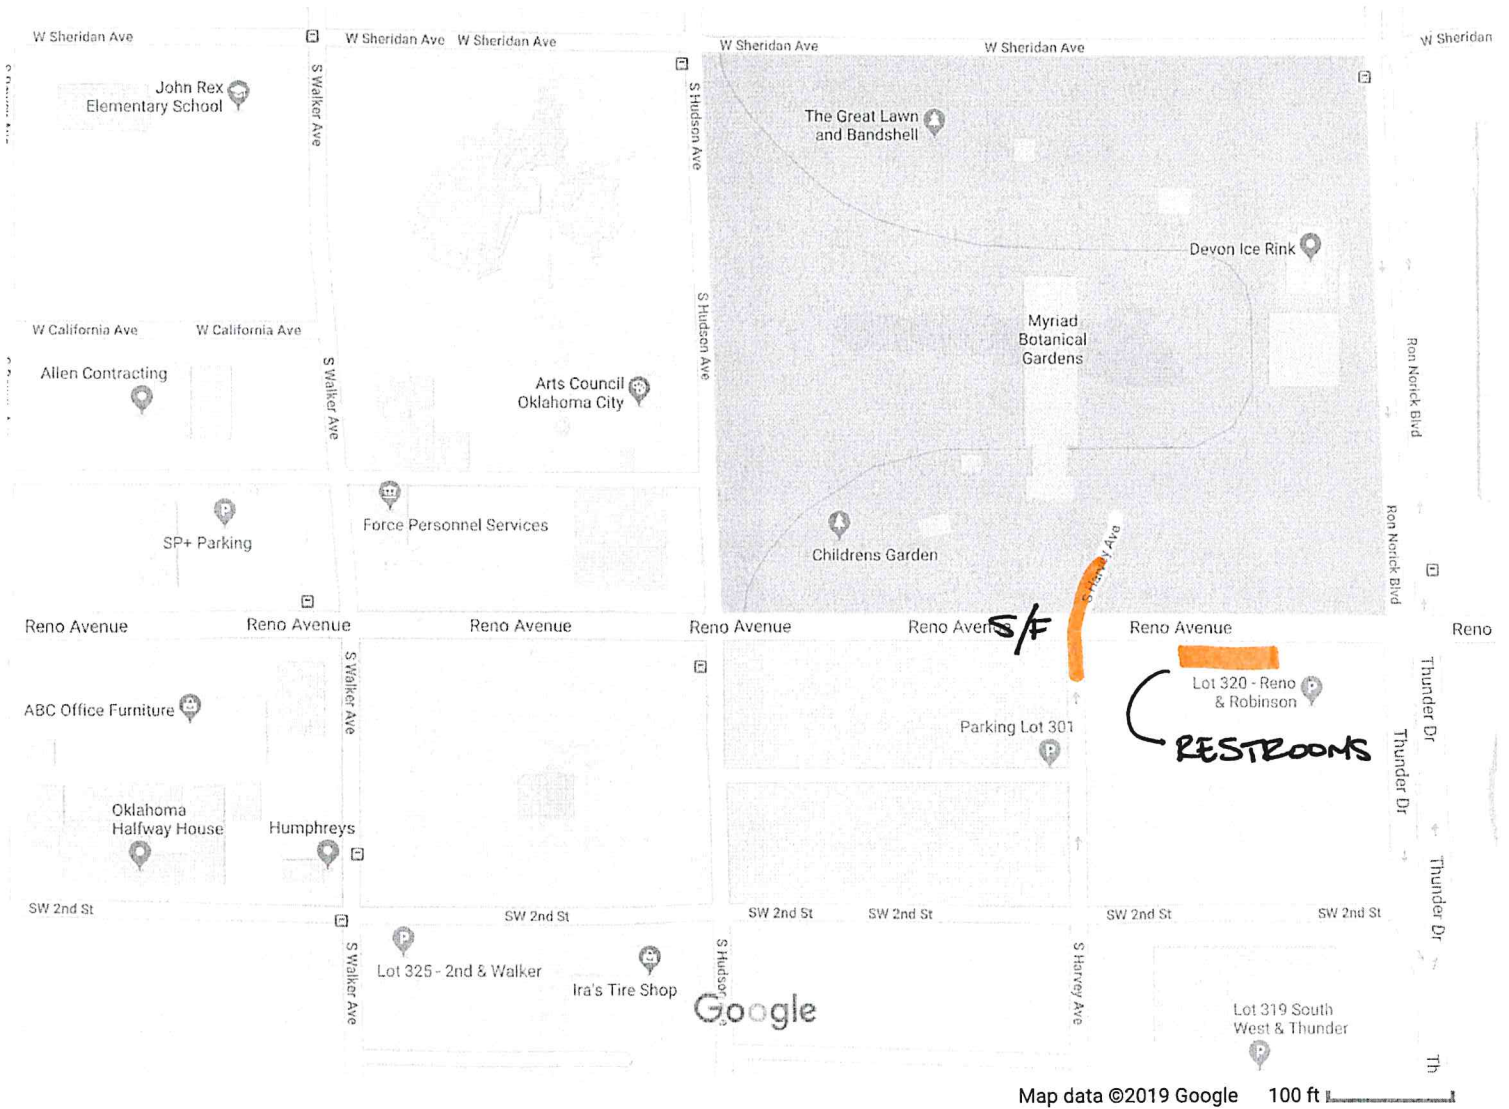 W Sheridan Ave
W Sheridan Ave
W Sheridan Ave
W Sheridan Ave
W Sheridan Ave
W Sheridan
John Rex
Elementary School
S Walker Ave
S Hudson Ave
The Great Lawn
and Bandshell
Devon Ice Rink
W California Ave
W California Ave
S Hudson Ave
Myriad
Botanical
Gardens
Ron Norick Blvd
Allen Contracting
S Walker Ave
Arts Council
Oklahoma City
P
SP+ Parking
Force Personnel Services
Childrens Garden
S Harvey Ave
Ron Norick Blvd
Reno Avenue
Reno Avenue
Reno Avenue
Reno Avenue
Reno Avenue
S/F
Reno Avenue
Reno
S Walker Ave
ABC Office Furniture
Lot 320 - Reno
& Robinson
P
Thunder Dr
Parking Lot 301
P
RESTROOMS
Thunder Dr
Oklahoma
Halfway House
Humphreys
Thunder Dr
SW 2nd St
SW 2nd St
SW 2nd St
SW 2nd St
SW 2nd St
SW 2nd St
P
Lot 325 - 2nd & Walker
S Walker Ave
Ira's Tire Shop
S Hudson Ave
Google
S Harvey Ave
Lot 319 South
West & Thunder
P
Th
Map data ©2019 Google
100 ft